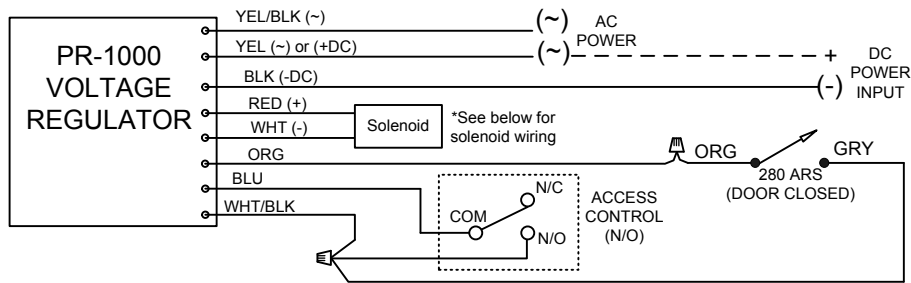 PR-1000
VOLTAGE
REGULATOR
YEL/BLK (~)
(~)
AC
POWER
YEL (~) or (+DC)
(~)
+
DC
POWER
INPUT
BLK (-DC)
(-)
RED (+)
WHT (-)
Solenoid
*See below for
solenoid wiring
ORG
ORG
GRY
280 ARS
(DOOR CLOSED)
BLU
COM
N/C
N/O
ACCESS
CONTROL
(N/O)
WHT/BLK